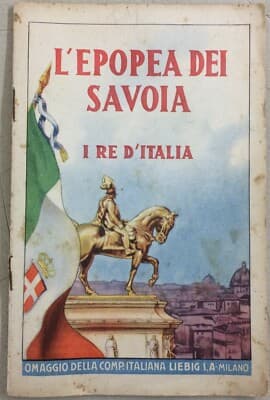 L'EPOPEA DEI
SAVOIA
I RE D'ITALIA
OMAGGIO DELLA COMP. ITALIANA LIEBIG S.A-MILANO